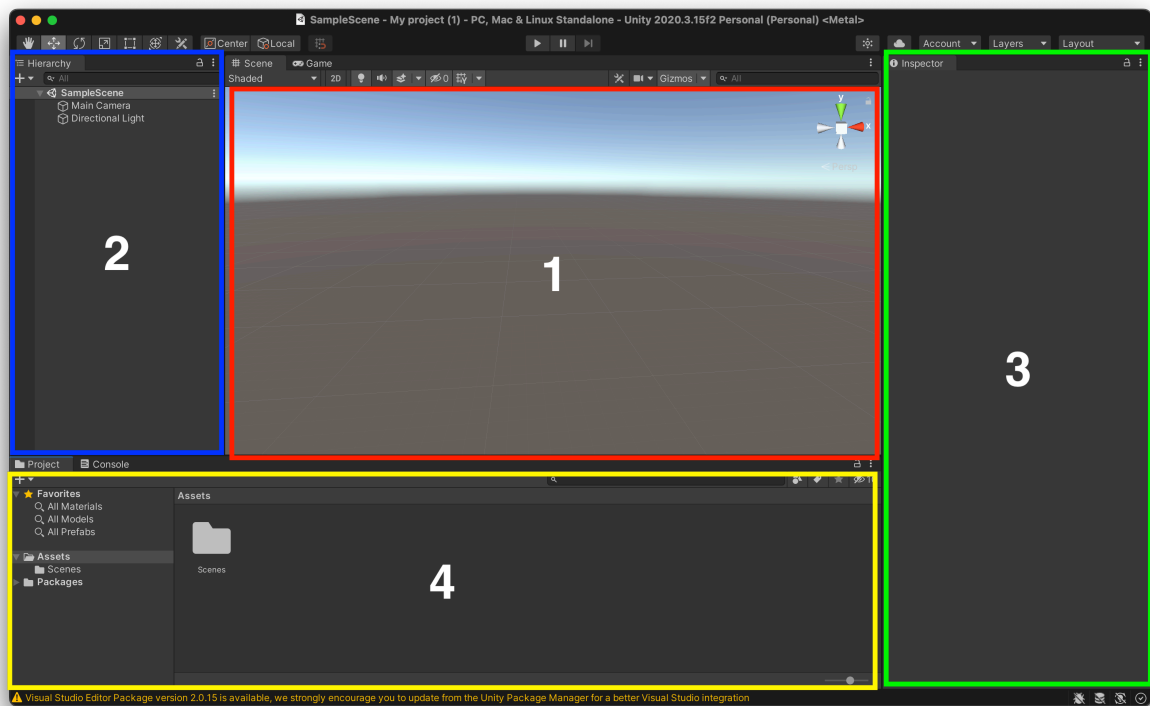 SampleScene - My project (1) - PC, Mac & Linux Standalone - Unity 2020.3.15f2 Personal (Personal) <Metal>
Center Local
Account Layers Layout
Hierarchy
All
SampleScene
Main Camera
Directional Light
2
Scene Game
Shaded 2D 0 Gizmos All
y
x
Persp
1
Inspector
3
Project Console
Favorites
All Materials
All Models
All Prefabs
Assets
Scenes
Packages
Assets
Scenes
4
Visual Studio Editor Package version 2.0.15 is available, we strongly encourage you to update from the Unity Package Manager for a better Visual Studio integration